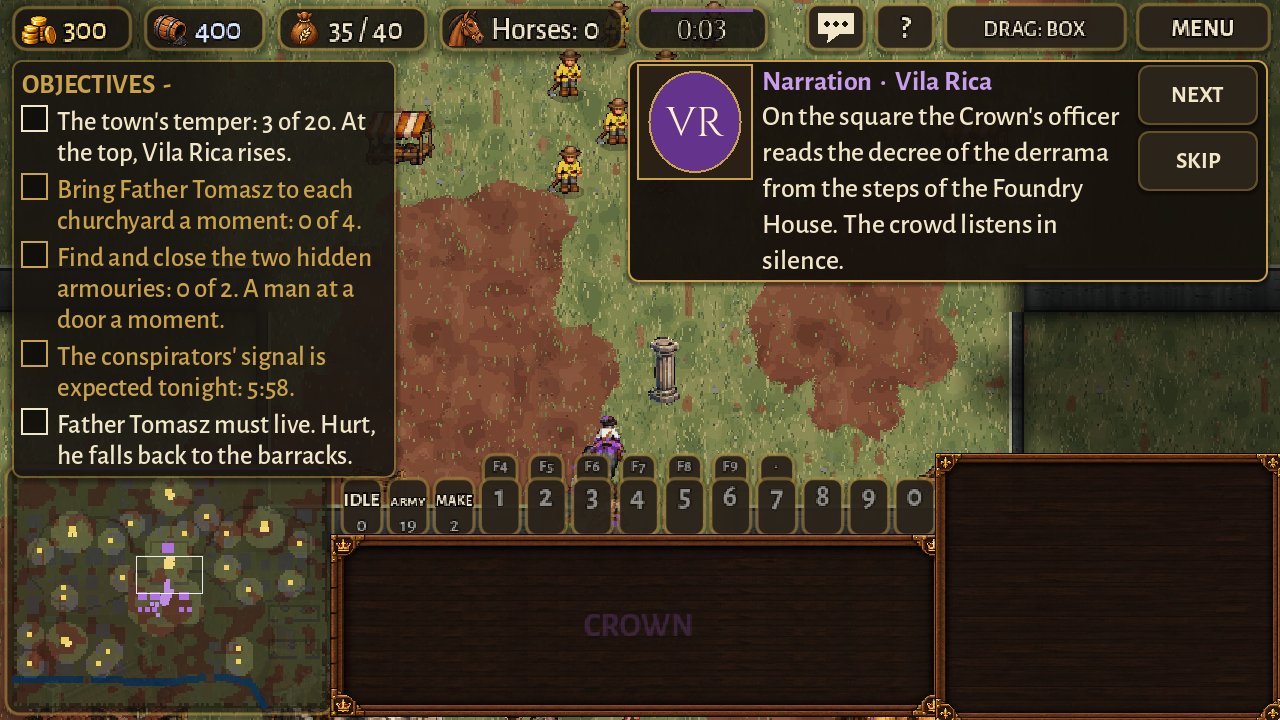 300
400
35 / 40
Horses: 0
0:03
?
DRAG: BOX
MENU
OBJECTIVES -
The town's temper: 3 of 20. At
the top, Vila Rica rises.
Bring Father Tomasz to each
churchyard a moment: 0 of 4.
Find and close the two hidden
armouries: 0 of 2. A man at a
door a moment.
The conspirators' signal is
expected tonight: 5:58.
Father Tomasz must live. Hurt,
he falls back to the barracks.
VR
Narration · Vila Rica
On the square the Crown's officer
reads the decree of the derrama
from the steps of the Foundry
House. The crowd listens in
silence.
NEXT
SKIP
F4 F5 F6 F7 F8 F9 ·
IDLE ARMY MAKE 1 2 3 4 5 6 7 8 9 0
0 19 2
CROWN